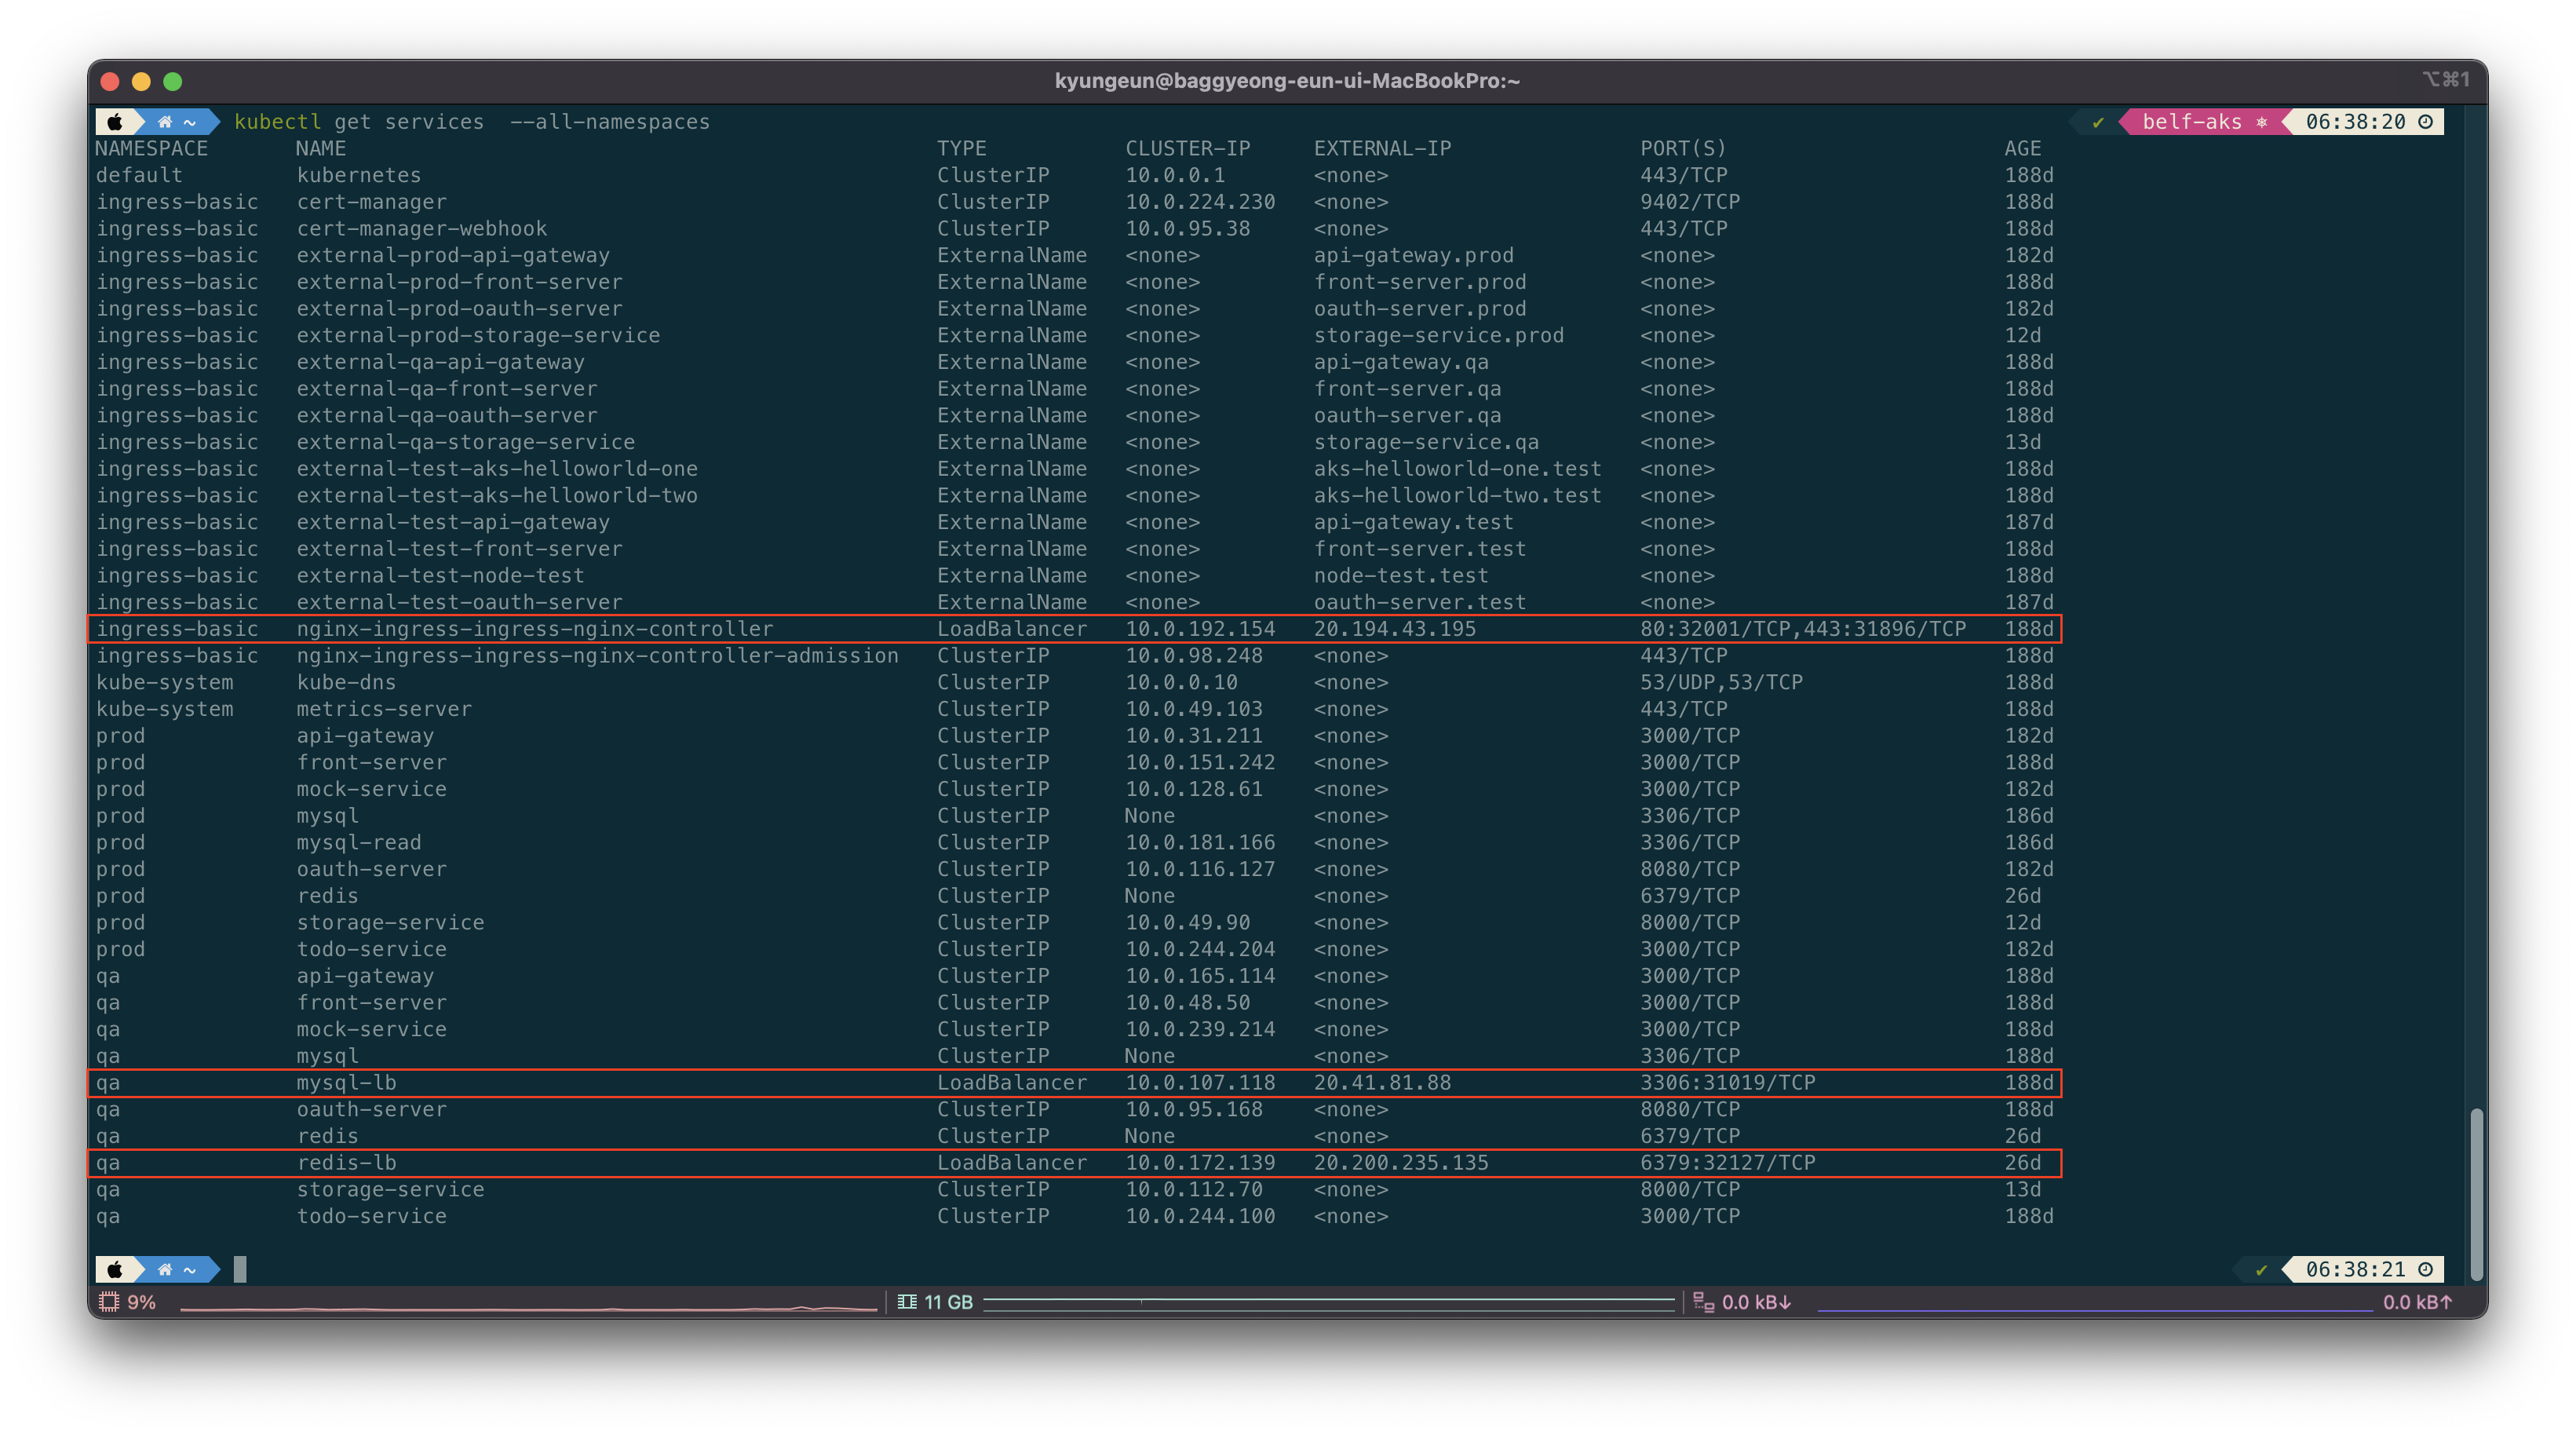 kyungeun@baggyeong-eun-ui-MacBookPro:~ ⌥⌘1
~ kubectl get services  --all-namespaces ✔ belf-aks ⎈ 06:38:20
NAMESPACE NAME TYPE CLUSTER-IP EXTERNAL-IP PORT(S) AGE
default kubernetes ClusterIP 10.0.0.1 <none> 443/TCP 188d
ingress-basic cert-manager ClusterIP 10.0.224.230 <none> 9402/TCP 188d
ingress-basic cert-manager-webhook ClusterIP 10.0.95.38 <none> 443/TCP 188d
ingress-basic external-prod-api-gateway ExternalName <none> api-gateway.prod <none> 182d
ingress-basic external-prod-front-server ExternalName <none> front-server.prod <none> 188d
ingress-basic external-prod-oauth-server ExternalName <none> oauth-server.prod <none> 182d
ingress-basic external-prod-storage-service ExternalName <none> storage-service.prod <none> 12d
ingress-basic external-qa-api-gateway ExternalName <none> api-gateway.qa <none> 188d
ingress-basic external-qa-front-server ExternalName <none> front-server.qa <none> 188d
ingress-basic external-qa-oauth-server ExternalName <none> oauth-server.qa <none> 188d
ingress-basic external-qa-storage-service ExternalName <none> storage-service.qa <none> 13d
ingress-basic external-test-aks-helloworld-one ExternalName <none> aks-helloworld-one.test <none> 188d
ingress-basic external-test-aks-helloworld-two ExternalName <none> aks-helloworld-two.test <none> 188d
ingress-basic external-test-api-gateway ExternalName <none> api-gateway.test <none> 187d
ingress-basic external-test-front-server ExternalName <none> front-server.test <none> 188d
ingress-basic external-test-node-test ExternalName <none> node-test.test <none> 188d
ingress-basic external-test-oauth-server ExternalName <none> oauth-server.test <none> 187d
ingress-basic nginx-ingress-ingress-nginx-controller LoadBalancer 10.0.192.154 20.194.43.195 80:32001/TCP,443:31896/TCP 188d
ingress-basic nginx-ingress-ingress-nginx-controller-admission ClusterIP 10.0.98.248 <none> 443/TCP 188d
kube-system kube-dns ClusterIP 10.0.0.10 <none> 53/UDP,53/TCP 188d
kube-system metrics-server ClusterIP 10.0.49.103 <none> 443/TCP 188d
prod api-gateway ClusterIP 10.0.31.211 <none> 3000/TCP 182d
prod front-server ClusterIP 10.0.151.242 <none> 3000/TCP 188d
prod mock-service ClusterIP 10.0.128.61 <none> 3000/TCP 182d
prod mysql ClusterIP None <none> 3306/TCP 186d
prod mysql-read ClusterIP 10.0.181.166 <none> 3306/TCP 186d
prod oauth-server ClusterIP 10.0.116.127 <none> 8080/TCP 182d
prod redis ClusterIP None <none> 6379/TCP 26d
prod storage-service ClusterIP 10.0.49.90 <none> 8000/TCP 12d
prod todo-service ClusterIP 10.0.244.204 <none> 3000/TCP 182d
qa api-gateway ClusterIP 10.0.165.114 <none> 3000/TCP 188d
qa front-server ClusterIP 10.0.48.50 <none> 3000/TCP 188d
qa mock-service ClusterIP 10.0.239.214 <none> 3000/TCP 188d
qa mysql ClusterIP None <none> 3306/TCP 188d
qa mysql-lb LoadBalancer 10.0.107.118 20.41.81.88 3306:31019/TCP 188d
qa oauth-server ClusterIP 10.0.95.168 <none> 8080/TCP 188d
qa redis ClusterIP None <none> 6379/TCP 26d
qa redis-lb LoadBalancer 10.0.172.139 20.200.235.135 6379:32127/TCP 26d
qa storage-service ClusterIP 10.0.112.70 <none> 8000/TCP 13d
qa todo-service ClusterIP 10.0.244.100 <none> 3000/TCP 188d
~ ✔ 06:38:21
9% 11 GB 0.0 kB↓ 0.0 kB↑